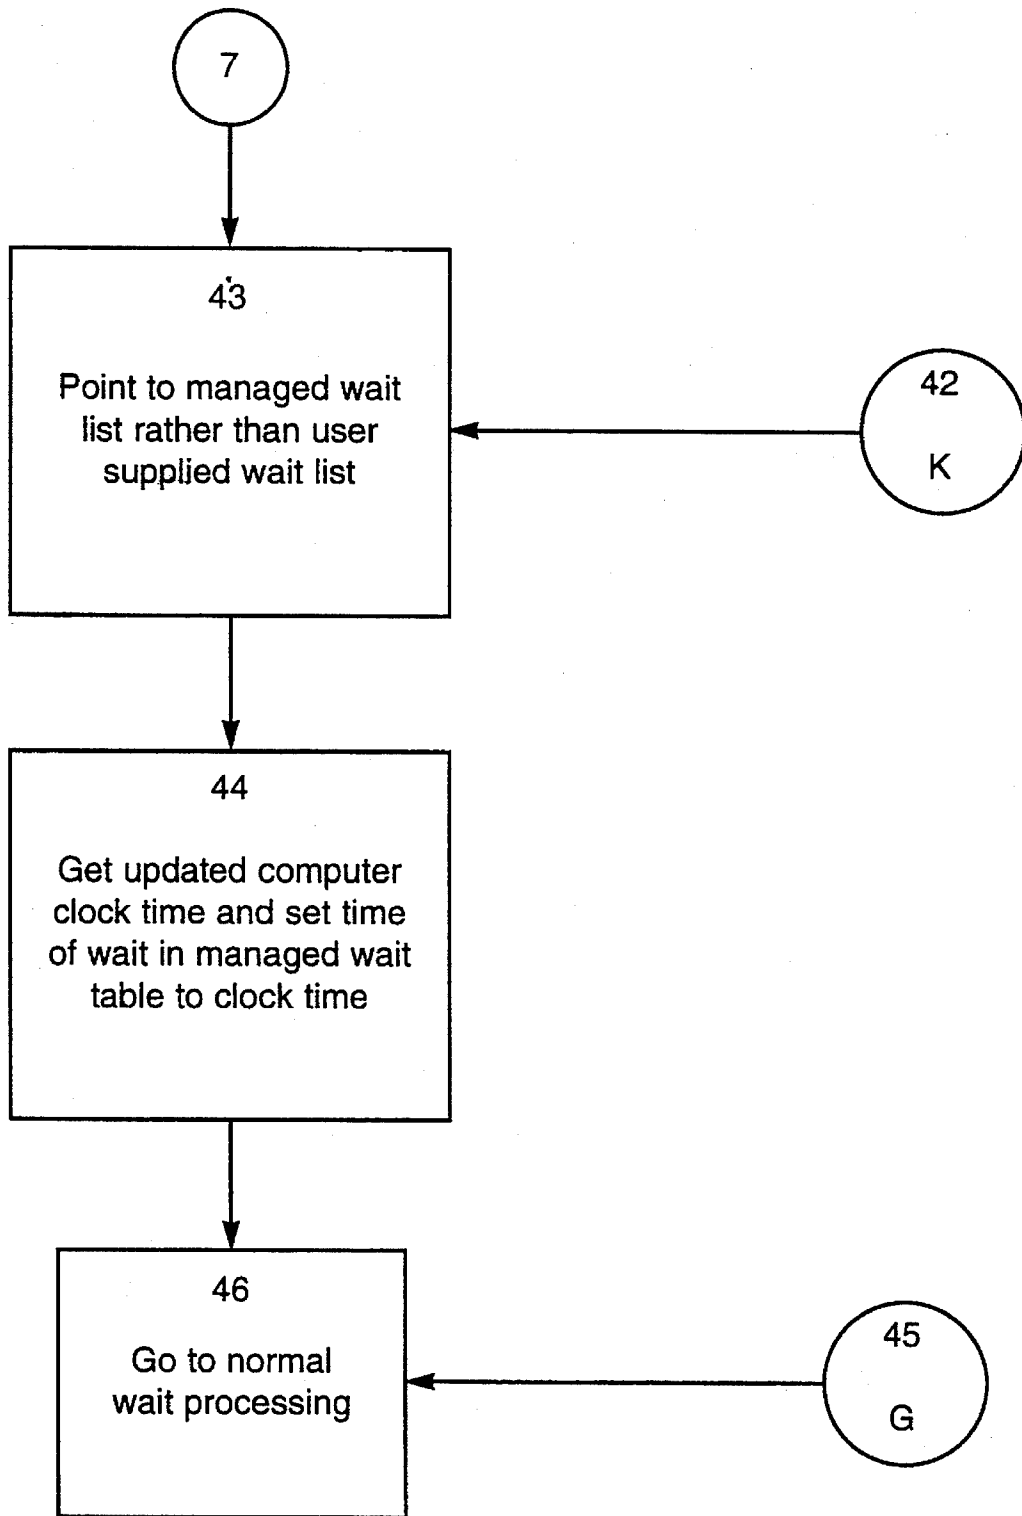 7
43
Point to managed wait
list rather than user
supplied wait list
42
K
44
Get updated computer
clock time and set time
of wait in managed wait
table to clock time
46
Go to normal
wait processing
45
G